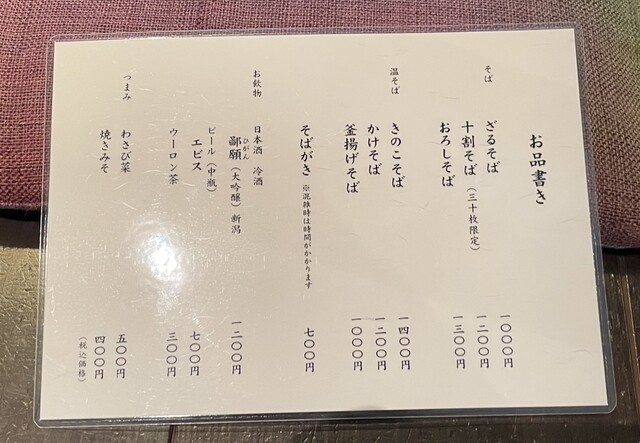 お品書き
そば
ざるそば 一〇〇〇円
十割そば(三十枚限定) 一二〇〇円
おろしそば 一三〇〇円
温そば
きのこそば 一四〇〇円
かけそば 一二〇〇円
釜揚げそば 一〇〇〇円
そばがき ※混雑時は時間がかかります 七〇〇円
お飲物
日本酒 冷酒
鄙願(大吟醸)新潟 一二〇〇円
ひがん
ビール(中瓶)
エビス 七〇〇円
ウーロン茶 三〇〇円
つまみ
わさび菜 五〇〇円
焼きみそ 四〇〇円
(税込価格)